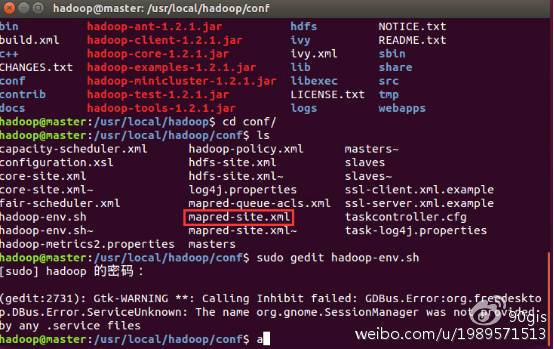 hadoop@master: /usr/local/hadoop/conf
bin hadoop-ant-1.2.1.jar hdfs NOTICE.txt
build.xml hadoop-client-1.2.1.jar ivy README.txt
c++ hadoop-core-1.2.1.jar ivy.xml sbin
CHANGES.txt hadoop-examples-1.2.1.jar lib share
conf hadoop-minicluster-1.2.1.jar libexec src
contrib hadoop-test-1.2.1.jar LICENSE.txt tmp
docs hadoop-tools-1.2.1.jar logs webapps
hadoop@master:/usr/local/hadoop$ cd conf/
hadoop@master:/usr/local/hadoop/conf$ ls
capacity-scheduler.xml hadoop-policy.xml masters~
configuration.xsl hdfs-site.xml slaves
core-site.xml hdfs-site.xml~ slaves~
core-site.xml~ log4j.properties ssl-client.xml.example
fair-scheduler.xml mapred-queue-acls.xml ssl-server.xml.example
hadoop-env.sh mapred-site.xml taskcontroller.cfg
hadoop-env.sh~ mapred-site.xml~ task-log4j.properties
hadoop-metrics2.properties masters
hadoop@master:/usr/local/hadoop/conf$ sudo gedit hadoop-env.sh
[sudo] hadoop 的密码：
(gedit:2731): Gtk-WARNING **: Calling Inhibit failed: GDBus.Error:org.freedeskto
p.DBus.Error.ServiceUnknown: The name org.gnome.SessionManager was not provided
by any .service files
hadoop@master:/usr/local/hadoop/conf$ a
90gis
weibo.com/u/1989571513